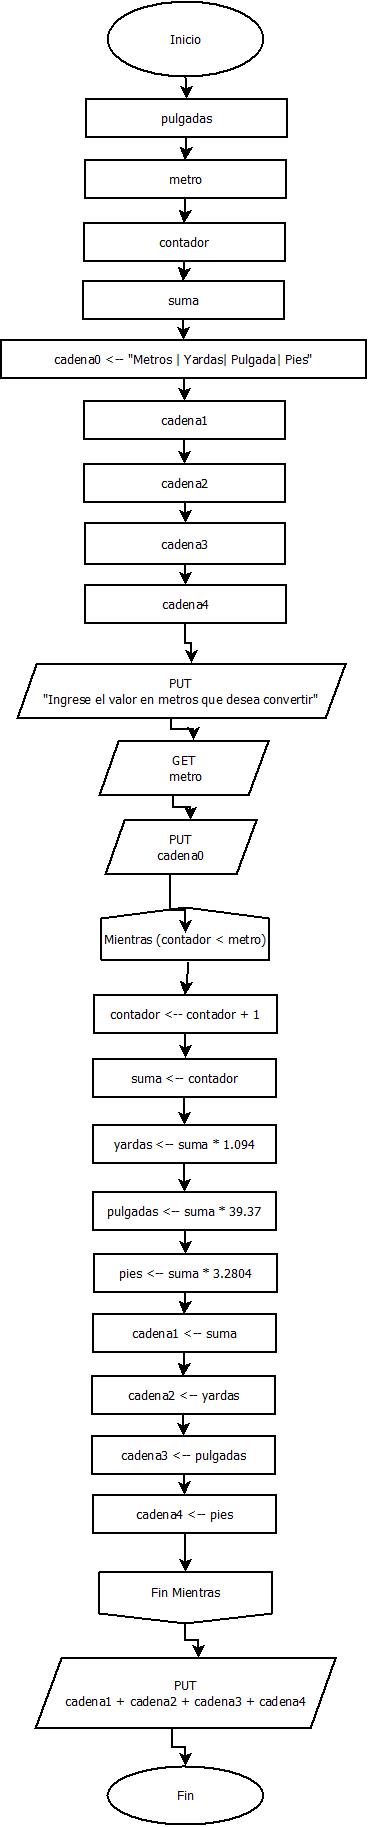 Inicio
pulgadas
metro
contador
suma
cadena0 <-- "Metros | Yardas| Pulgada| Pies"
cadena1
cadena2
cadena3
cadena4
PUT
"Ingrese el valor en metros que desea convertir"
GET
metro
PUT
cadena0
Mientras (contador < metro)
contador <-- contador + 1
suma <-- contador
yardas <-- suma * 1.094
pulgadas <-- suma * 39.37
pies <-- suma * 3.2804
cadena1 <-- suma
cadena2 <-- yardas
cadena3 <-- pulgadas
cadena4 <-- pies
Fin Mientras
PUT
cadena1 + cadena2 + cadena3 + cadena4
Fin